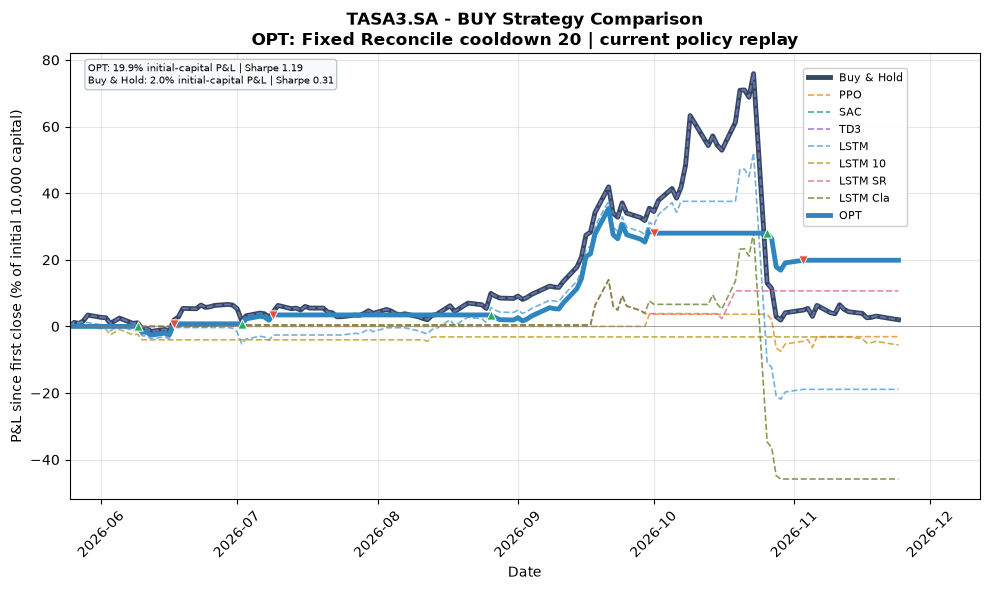 TASA3.SA - BUY Strategy Comparison
OPT: Fixed Reconcile cooldown 20 | current policy replay
OPT: 19.9% initial-capital P&L | Sharpe 1.19
Buy & Hold: 2.0% initial-capital P&L | Sharpe 0.31
Buy & Hold
PPO
SAC
TD3
LSTM
LSTM 10
LSTM SR
LSTM Cla
OPT
P&L since first close (% of initial 10,000 capital)
80
60
40
20
0
−20
−40
2026-06
2026-07
2026-08
2026-09
2026-10
2026-11
2026-12
Date